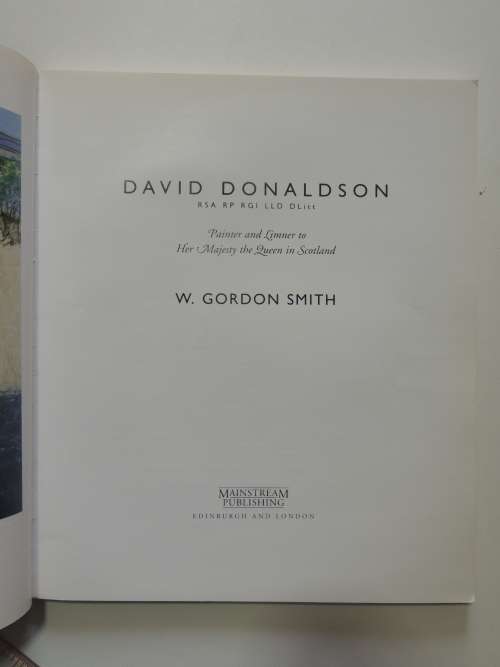 DAVID DONALDSON
RSA RP RGI LLD DLitt
Painter and Limner to
Her Majesty the Queen in Scotland
W. GORDON SMITH
MAINSTREAM
PUBLISHING
EDINBURGH AND LONDON